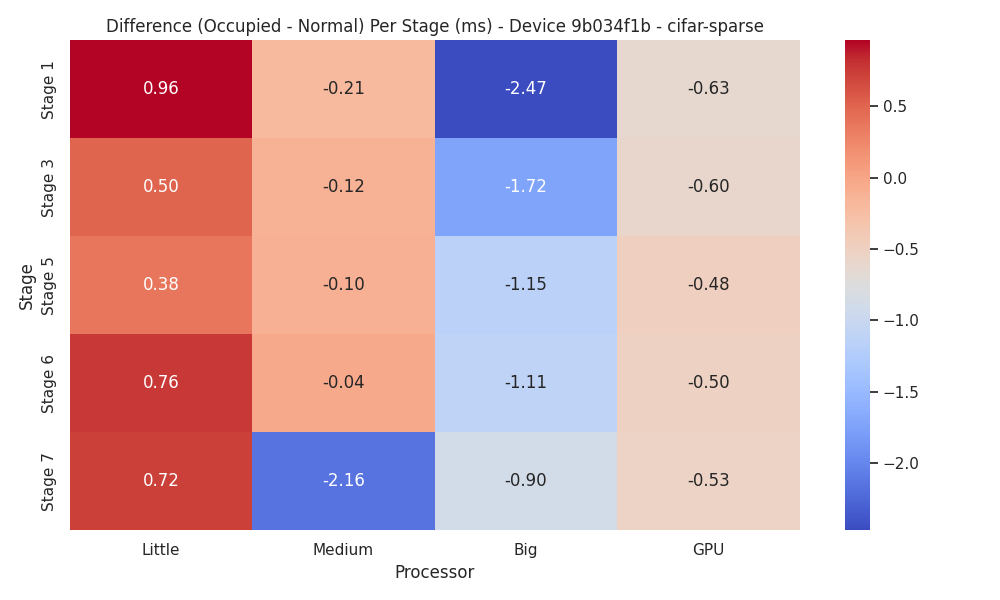 Difference (Occupied - Normal) Per Stage (ms) - Device 9b034f1b - cifar-sparse
Stage
Stage 1
0.96 -0.21 -2.47 -0.63
Stage 3
0.50 -0.12 -1.72 -0.60
Stage 5
0.38 -0.10 -1.15 -0.48
Stage 6
0.76 -0.04 -1.11 -0.50
Stage 7
0.72 -2.16 -0.90 -0.53
Little Medium Big GPU
Processor
0.5
0.0
−0.5
−1.0
−1.5
−2.0